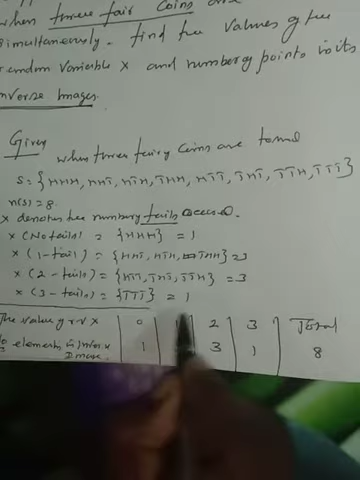 when three fair Coins are
simultaneously. find the values of the
random variable X and number of points in its
inverse Images.
Given when three fairy Coins are tossed
S={HHH, HHT, HTH, THH, HTT, THT, TTH, TTT}
n(s)=8.
X denotes has number of tails occured.
X (No tails) = {HHH} = 1
X (1-tail) = {HHT, HTH, THH} = 3
X (2-tails) = {HTT, THT, TTH} = 3
X (3-tails) = {TTT} = 1
The value of r.v X | 0 | 2 | 3 | Total
No elements in inverse Image | 1 | 3 | 1 | 8